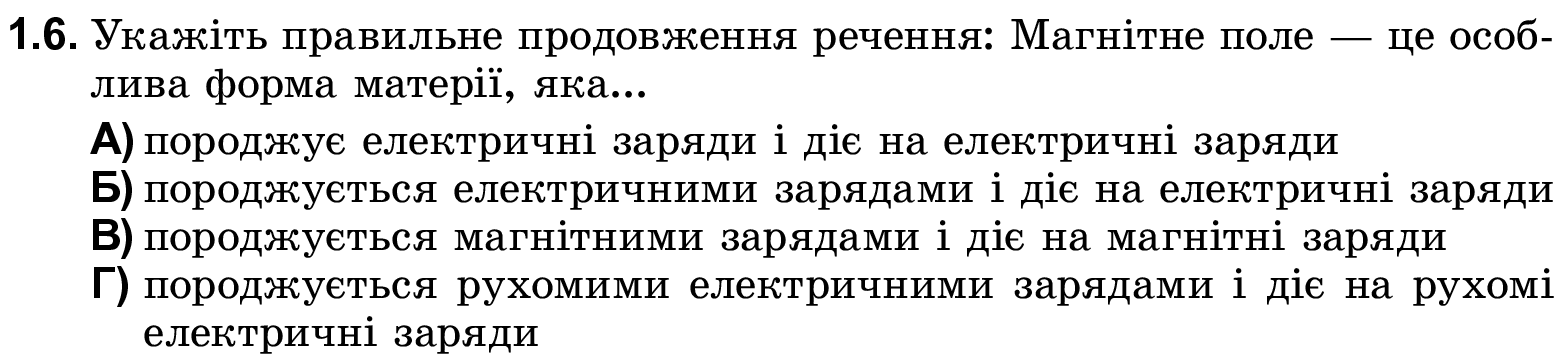 1.6. Укажіть правильне продовження речення: Магнітне поле — це особ-
лива форма матерії, яка...
А) породжує електричні заряди і діє на електричні заряди
Б) породжується електричними зарядами і діє на електричні заряди
В) породжується магнітними зарядами і діє на магнітні заряди
Г) породжується рухомими електричними зарядами і діє на рухомі
електричні заряди